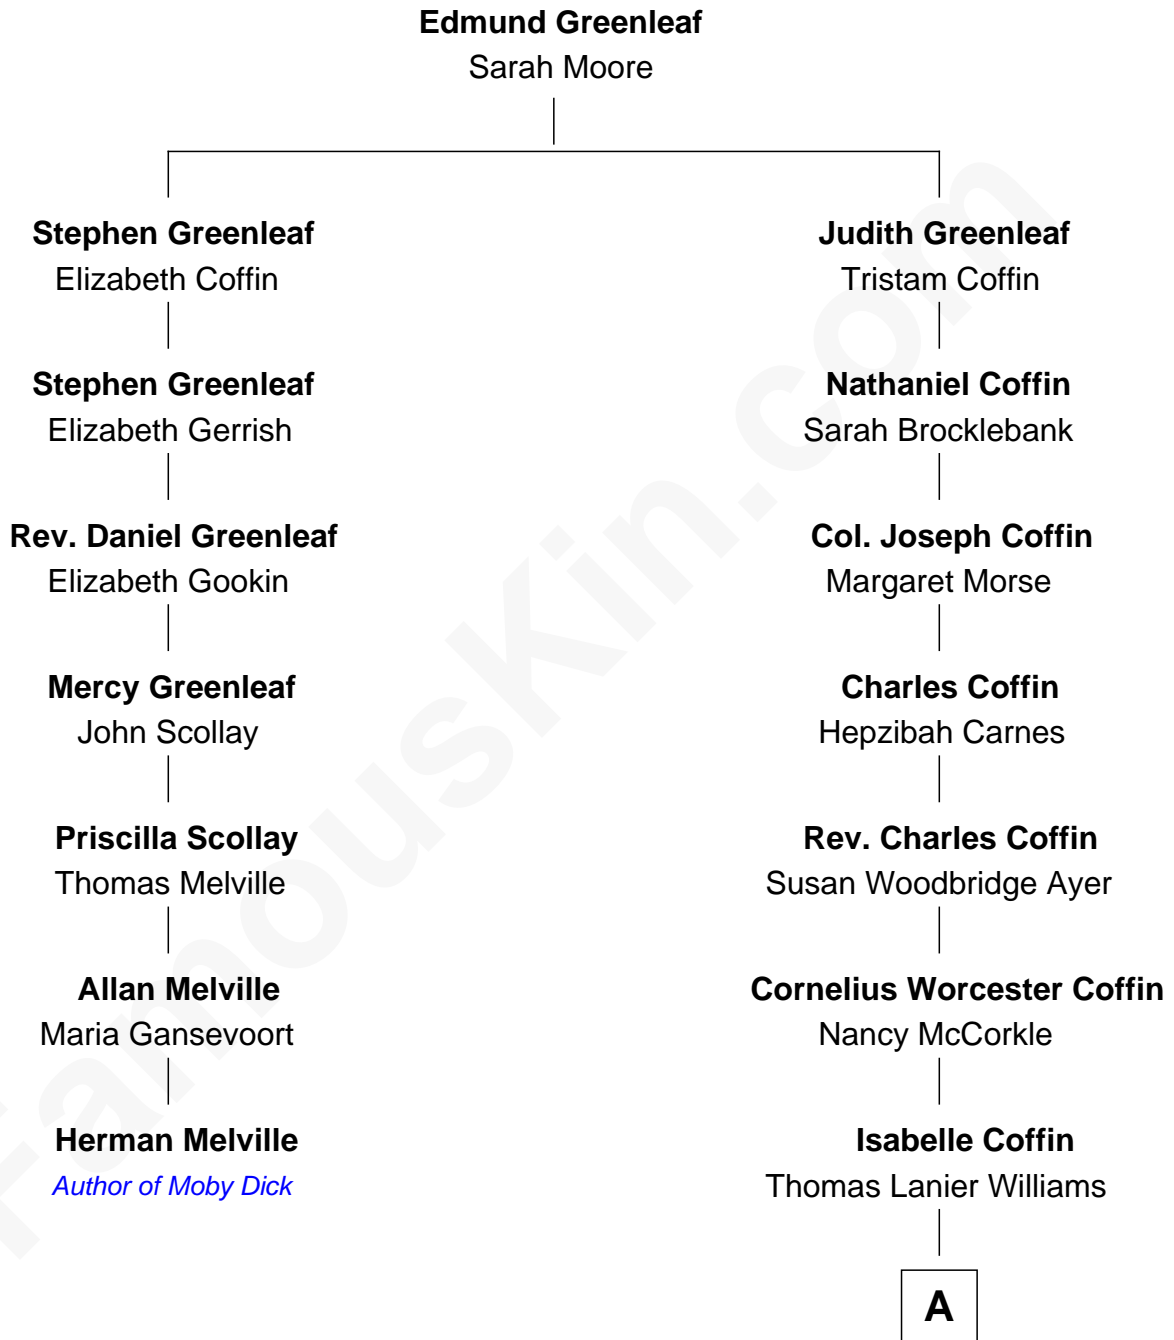 Edmund Greenleaf
Sarah Moore
Stephen Greenleaf
Elizabeth Coffin
Stephen Greenleaf
Elizabeth Gerrish
Rev. Daniel Greenleaf
Elizabeth Gookin
Mercy Greenleaf
John Scollay
Priscilla Scollay
Thomas Melville
Allan Melville
Maria Gansevoort
Herman Melville
Author of Moby Dick
Judith Greenleaf
Tristam Coffin
Nathaniel Coffin
Sarah Brocklebank
Col. Joseph Coffin
Margaret Morse
Charles Coffin
Hepzibah Carnes
Rev. Charles Coffin
Susan Woodbridge Ayer
Cornelius Worcester Coffin
Nancy McCorkle
Isabelle Coffin
Thomas Lanier Williams
A
FamousKin.com